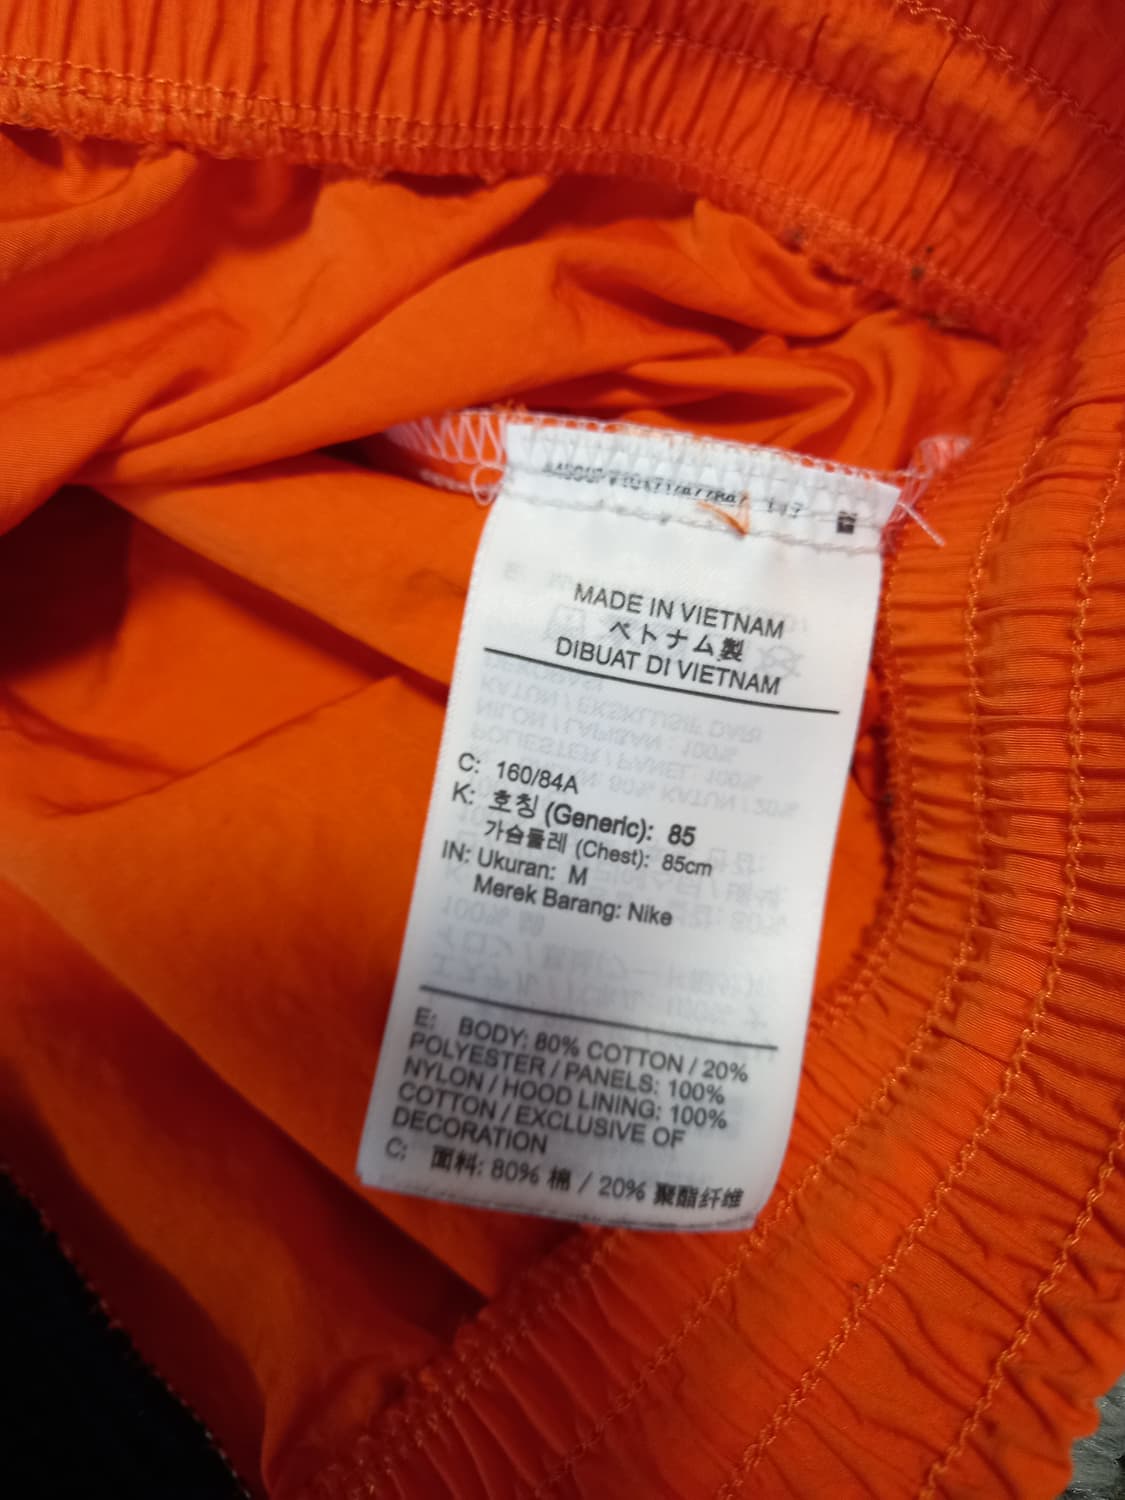 MADE IN VIETNAM
ベトナム製
DIBUAT DI VIETNAM
C: 160/84A
K: 호칭 (Generic): 85
가슴둘레 (Chest): 85cm
IN: Ukuran: M
Merek Barang: Nike
E: BODY: 80% COTTON / 20%
POLYESTER / PANELS: 100%
NYLON / HOOD LINING: 100%
COTTON / EXCLUSIVE OF
DECORATION
C: 面料: 80% 棉 / 20% 聚酯纤维